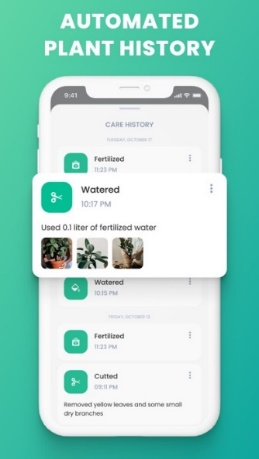 AUTOMATED
PLANT HISTORY
9:41
CARE HISTORY
TUESDAY, OCTOBER 17
Fertilized
11:23 PM
Watered
10:17 PM
Used 0.1 liter of fertilized water
Watered
10:15 PM
FRIDAY, OCTOBER 13
Fertilized
11:23 PM
Cutted
09:11 PM
Removed yellow leaves and some small
dry branches